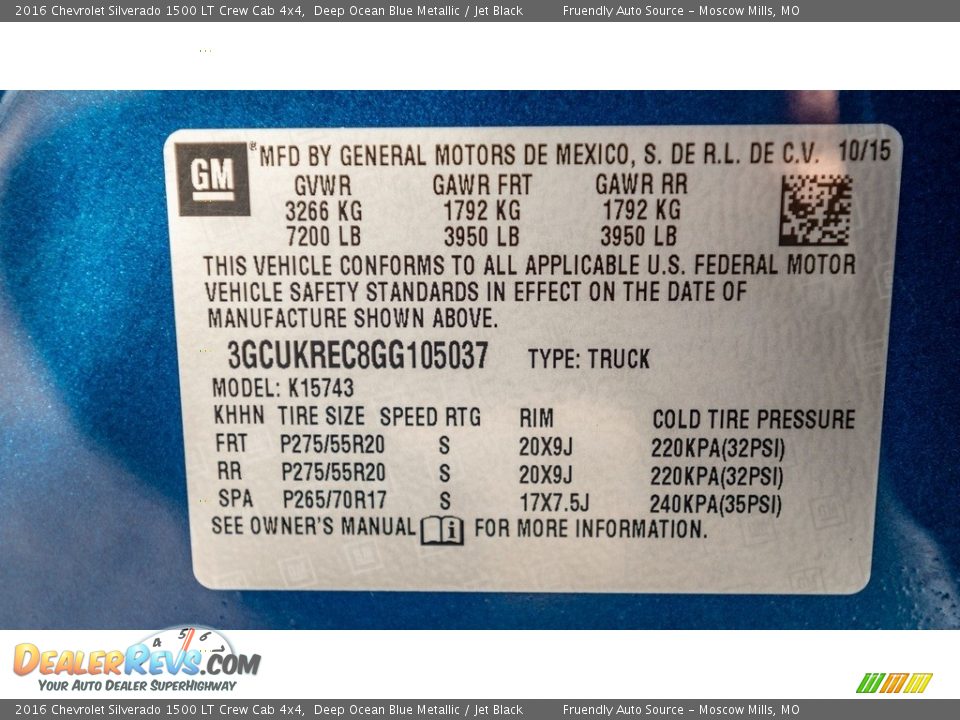 2016 Chevrolet Silverado 1500 LT Crew Cab 4x4, Deep Ocean Blue Metallic / Jet Black Fruendly Auto Source – Moscow Mills, MO
GM ® MFD BY GENERAL MOTORS DE MEXICO, S. DE R.L. DE C.V. 10/15
GVWR GAWR FRT GAWR RR
3266 KG 1792 KG 1792 KG
7200 LB 3950 LB 3950 LB
THIS VEHICLE CONFORMS TO ALL APPLICABLE U.S. FEDERAL MOTOR
VEHICLE SAFETY STANDARDS IN EFFECT ON THE DATE OF
MANUFACTURE SHOWN ABOVE.
3GCUKREC8GG105037 TYPE: TRUCK
MODEL: K15743
KHHN TIRE SIZE SPEED RTG RIM COLD TIRE PRESSURE
FRT P275/55R20 S 20X9J 220KPA(32PSI)
RR P275/55R20 S 20X9J 220KPA(32PSI)
SPA P265/70R17 S 17X7.5J 240KPA(35PSI)
SEE OWNER'S MANUAL i FOR MORE INFORMATION.
4 5 6 7
DEALERREVS.COM
YOUR AUTO DEALER SUPERHIGHWAY
2016 Chevrolet Silverado 1500 LT Crew Cab 4x4, Deep Ocean Blue Metallic / Jet Black Fruendly Auto Source – Moscow Mills, MO